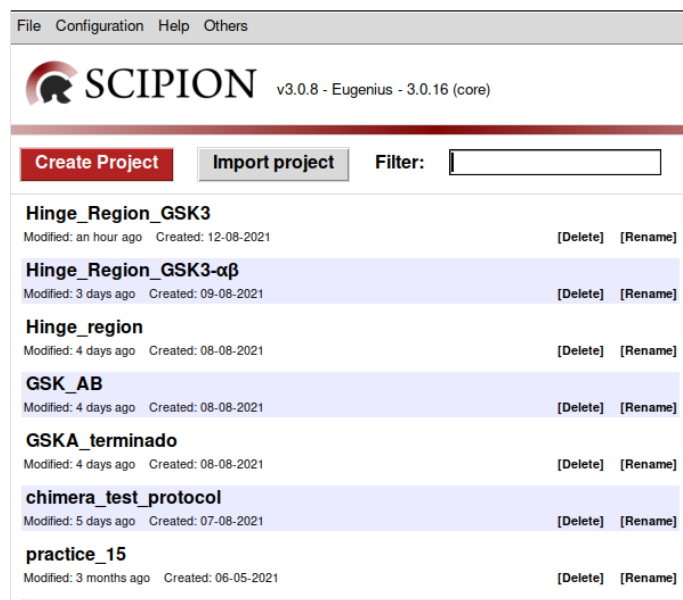 File Configuration Help Others
SCIPION v3.0.8 - Eugenius - 3.0.16 (core)
Create Project Import project Filter:
Hinge_Region_GSK3
Modified: an hour ago Created: 12-08-2021 [Delete] [Rename]
Hinge_Region_GSK3-αβ
Modified: 3 days ago Created: 09-08-2021 [Delete] [Rename]
Hinge_region
Modified: 4 days ago Created: 08-08-2021 [Delete] [Rename]
GSK_AB
Modified: 4 days ago Created: 08-08-2021 [Delete] [Rename]
GSKA_terminado
Modified: 4 days ago Created: 08-08-2021 [Delete] [Rename]
chimera_test_protocol
Modified: 5 days ago Created: 07-08-2021 [Delete] [Rename]
practice_15
Modified: 3 months ago Created: 06-05-2021 [Delete] [Rename]